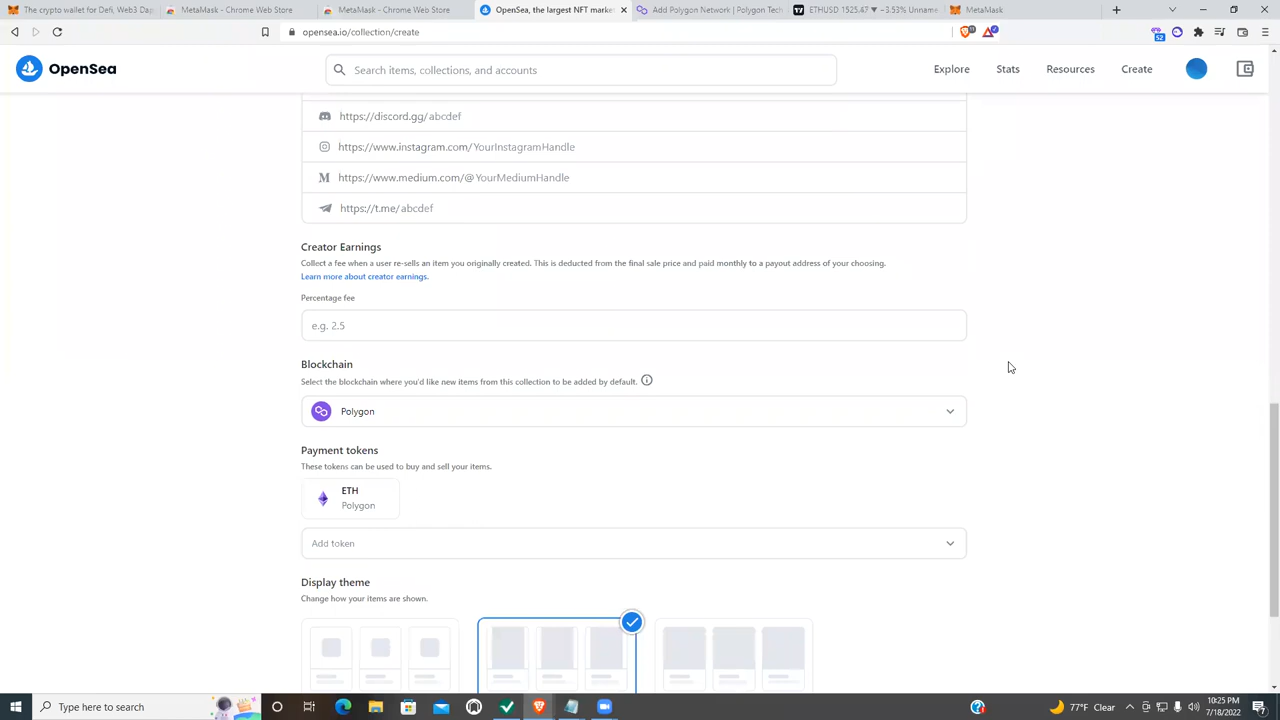 The crypto wallet for Defi, Web3 Dap
MetaMask - Chrome Web Store
MetaMask - Chrome Web Store
OpenSea, the largest NFT market
Add Polygon Network | Polygon.Tech
ETHUSD 1525.47 ▼ −3.53% Unname
MetaMask
opensea.io/collection/create
52
OpenSea
Search items, collections, and accounts
Explore
Stats
Resources
Create
https://discord.gg/abcdef
https://www.instagram.com/YourInstagramHandle
https://www.medium.com/@YourMediumHandle
https://t.me/abcdef
Creator Earnings
Collect a fee when a user re-sells an item you originally created. This is deducted from the final sale price and paid monthly to a payout address of your choosing.
Learn more about creator earnings.
Percentage fee
e.g. 2.5
Blockchain
Select the blockchain where you'd like new items from this collection to be added by default.
Polygon
Payment tokens
These tokens can be used to buy and sell your items.
ETH
Polygon
Add token
Display theme
Change how your items are shown.
Type here to search
77°F Clear
10:25 PM
7/18/2022